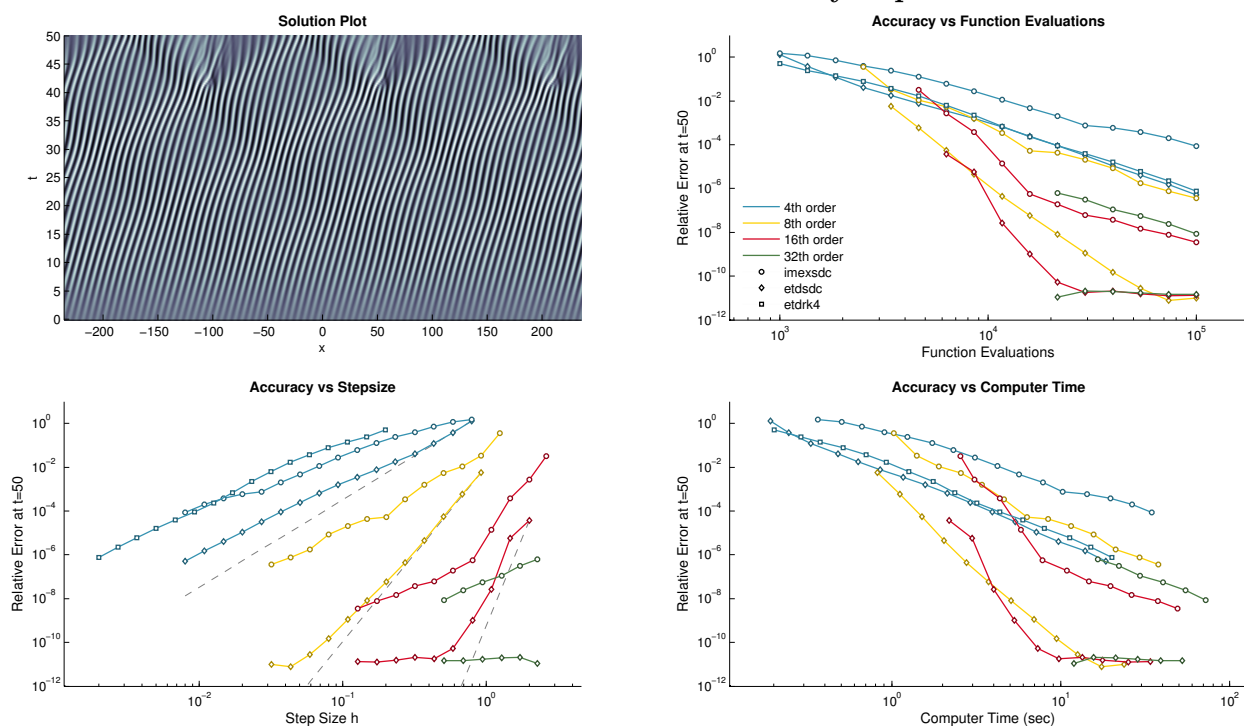 Solution Plot
50
45
40
35
30
25
20
15
10
5
0
t
−200 −150 −100 −50 0 50 100 150 200
x
Accuracy vs Function Evaluations
10^0
10^−2
10^−4
10^−6
10^−8
10^−10
10^−12
Relative Error at t=50
4th order
8th order
16th order
32th order
imexsdc
etdsdc
etdrk4
10^3 10^4 10^5
Function Evaluations
Accuracy vs Stepsize
10^0
10^−2
10^−4
10^−6
10^−8
10^−10
10^−12
Relative Error at t=50
10^−2 10^−1 10^0
Step Size h
Accuracy vs Computer Time
10^0
10^−2
10^−4
10^−6
10^−8
10^−10
10^−12
Relative Error at t=50
10^0 10^1 10^2
Computer Time (sec)